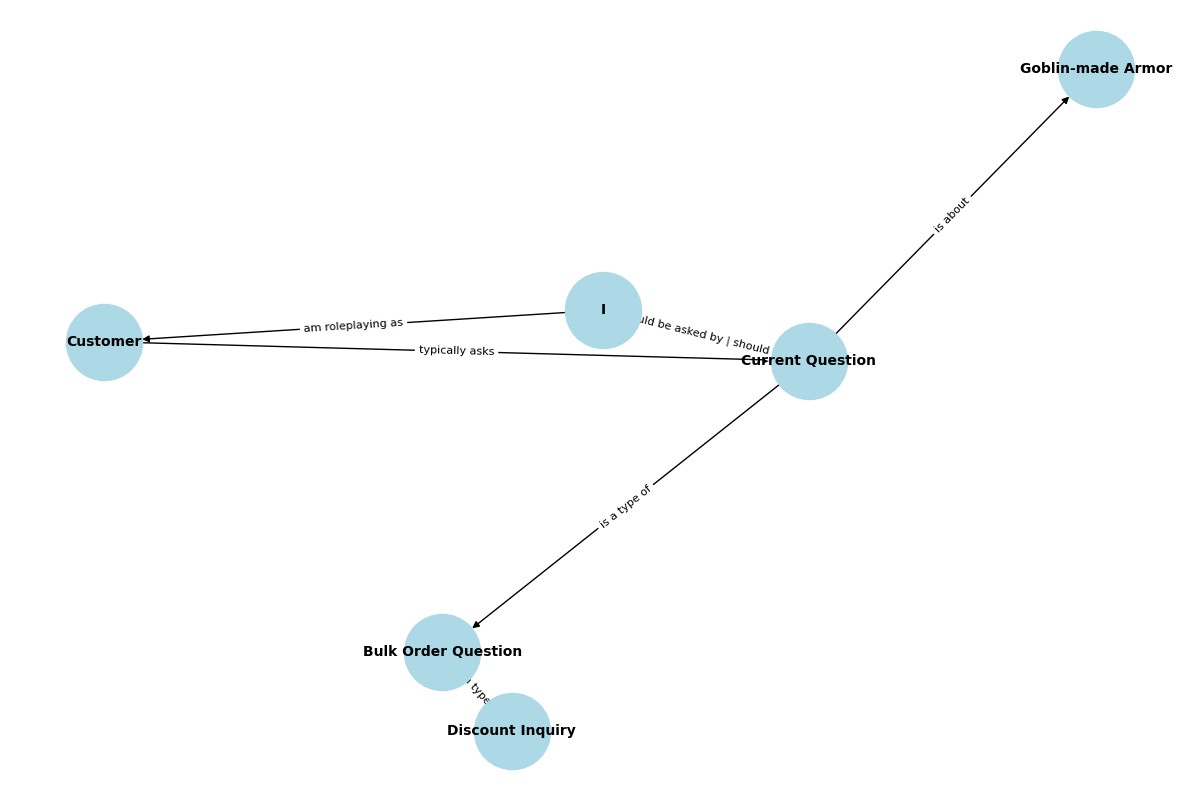 Goblin-made Armor
is about
I
should be asked by | should
am roleplaying as
Customer
typically asks
Current Question
is a type of
Bulk Order Question
type
Discount Inquiry